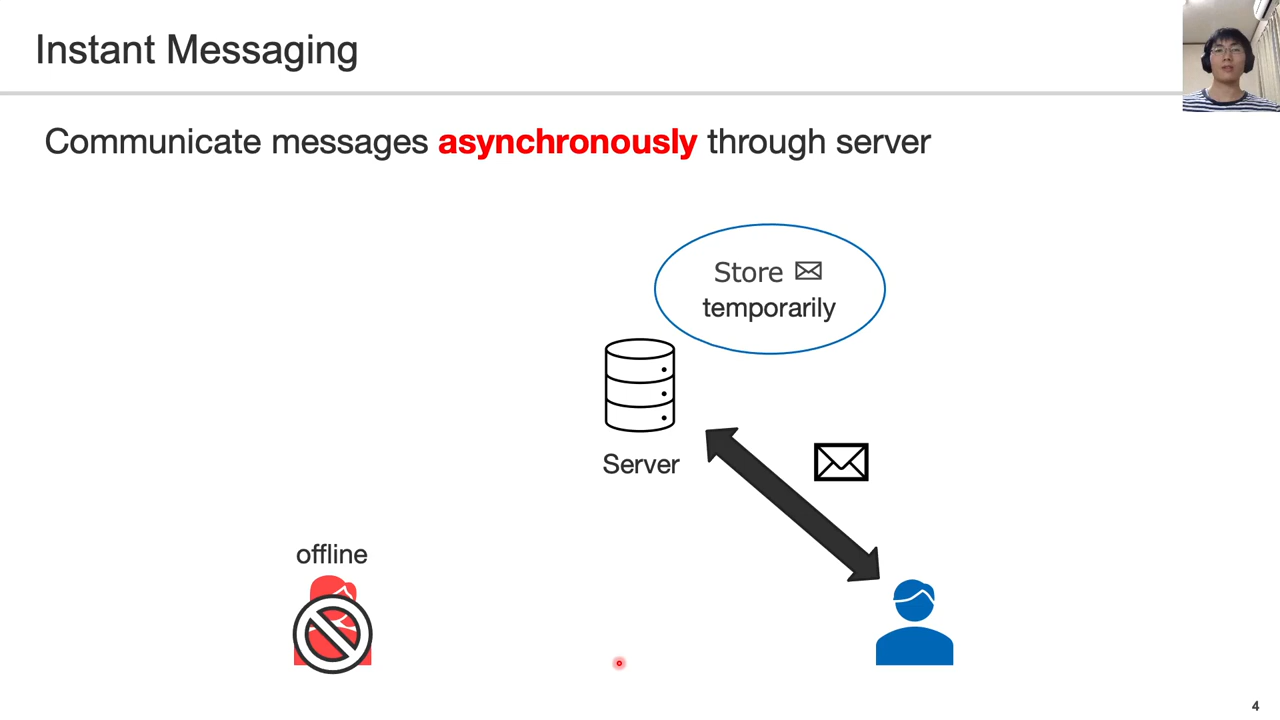 Instant Messaging
Communicate messages asynchronously through server
Store
temporarily
Server
offline
4